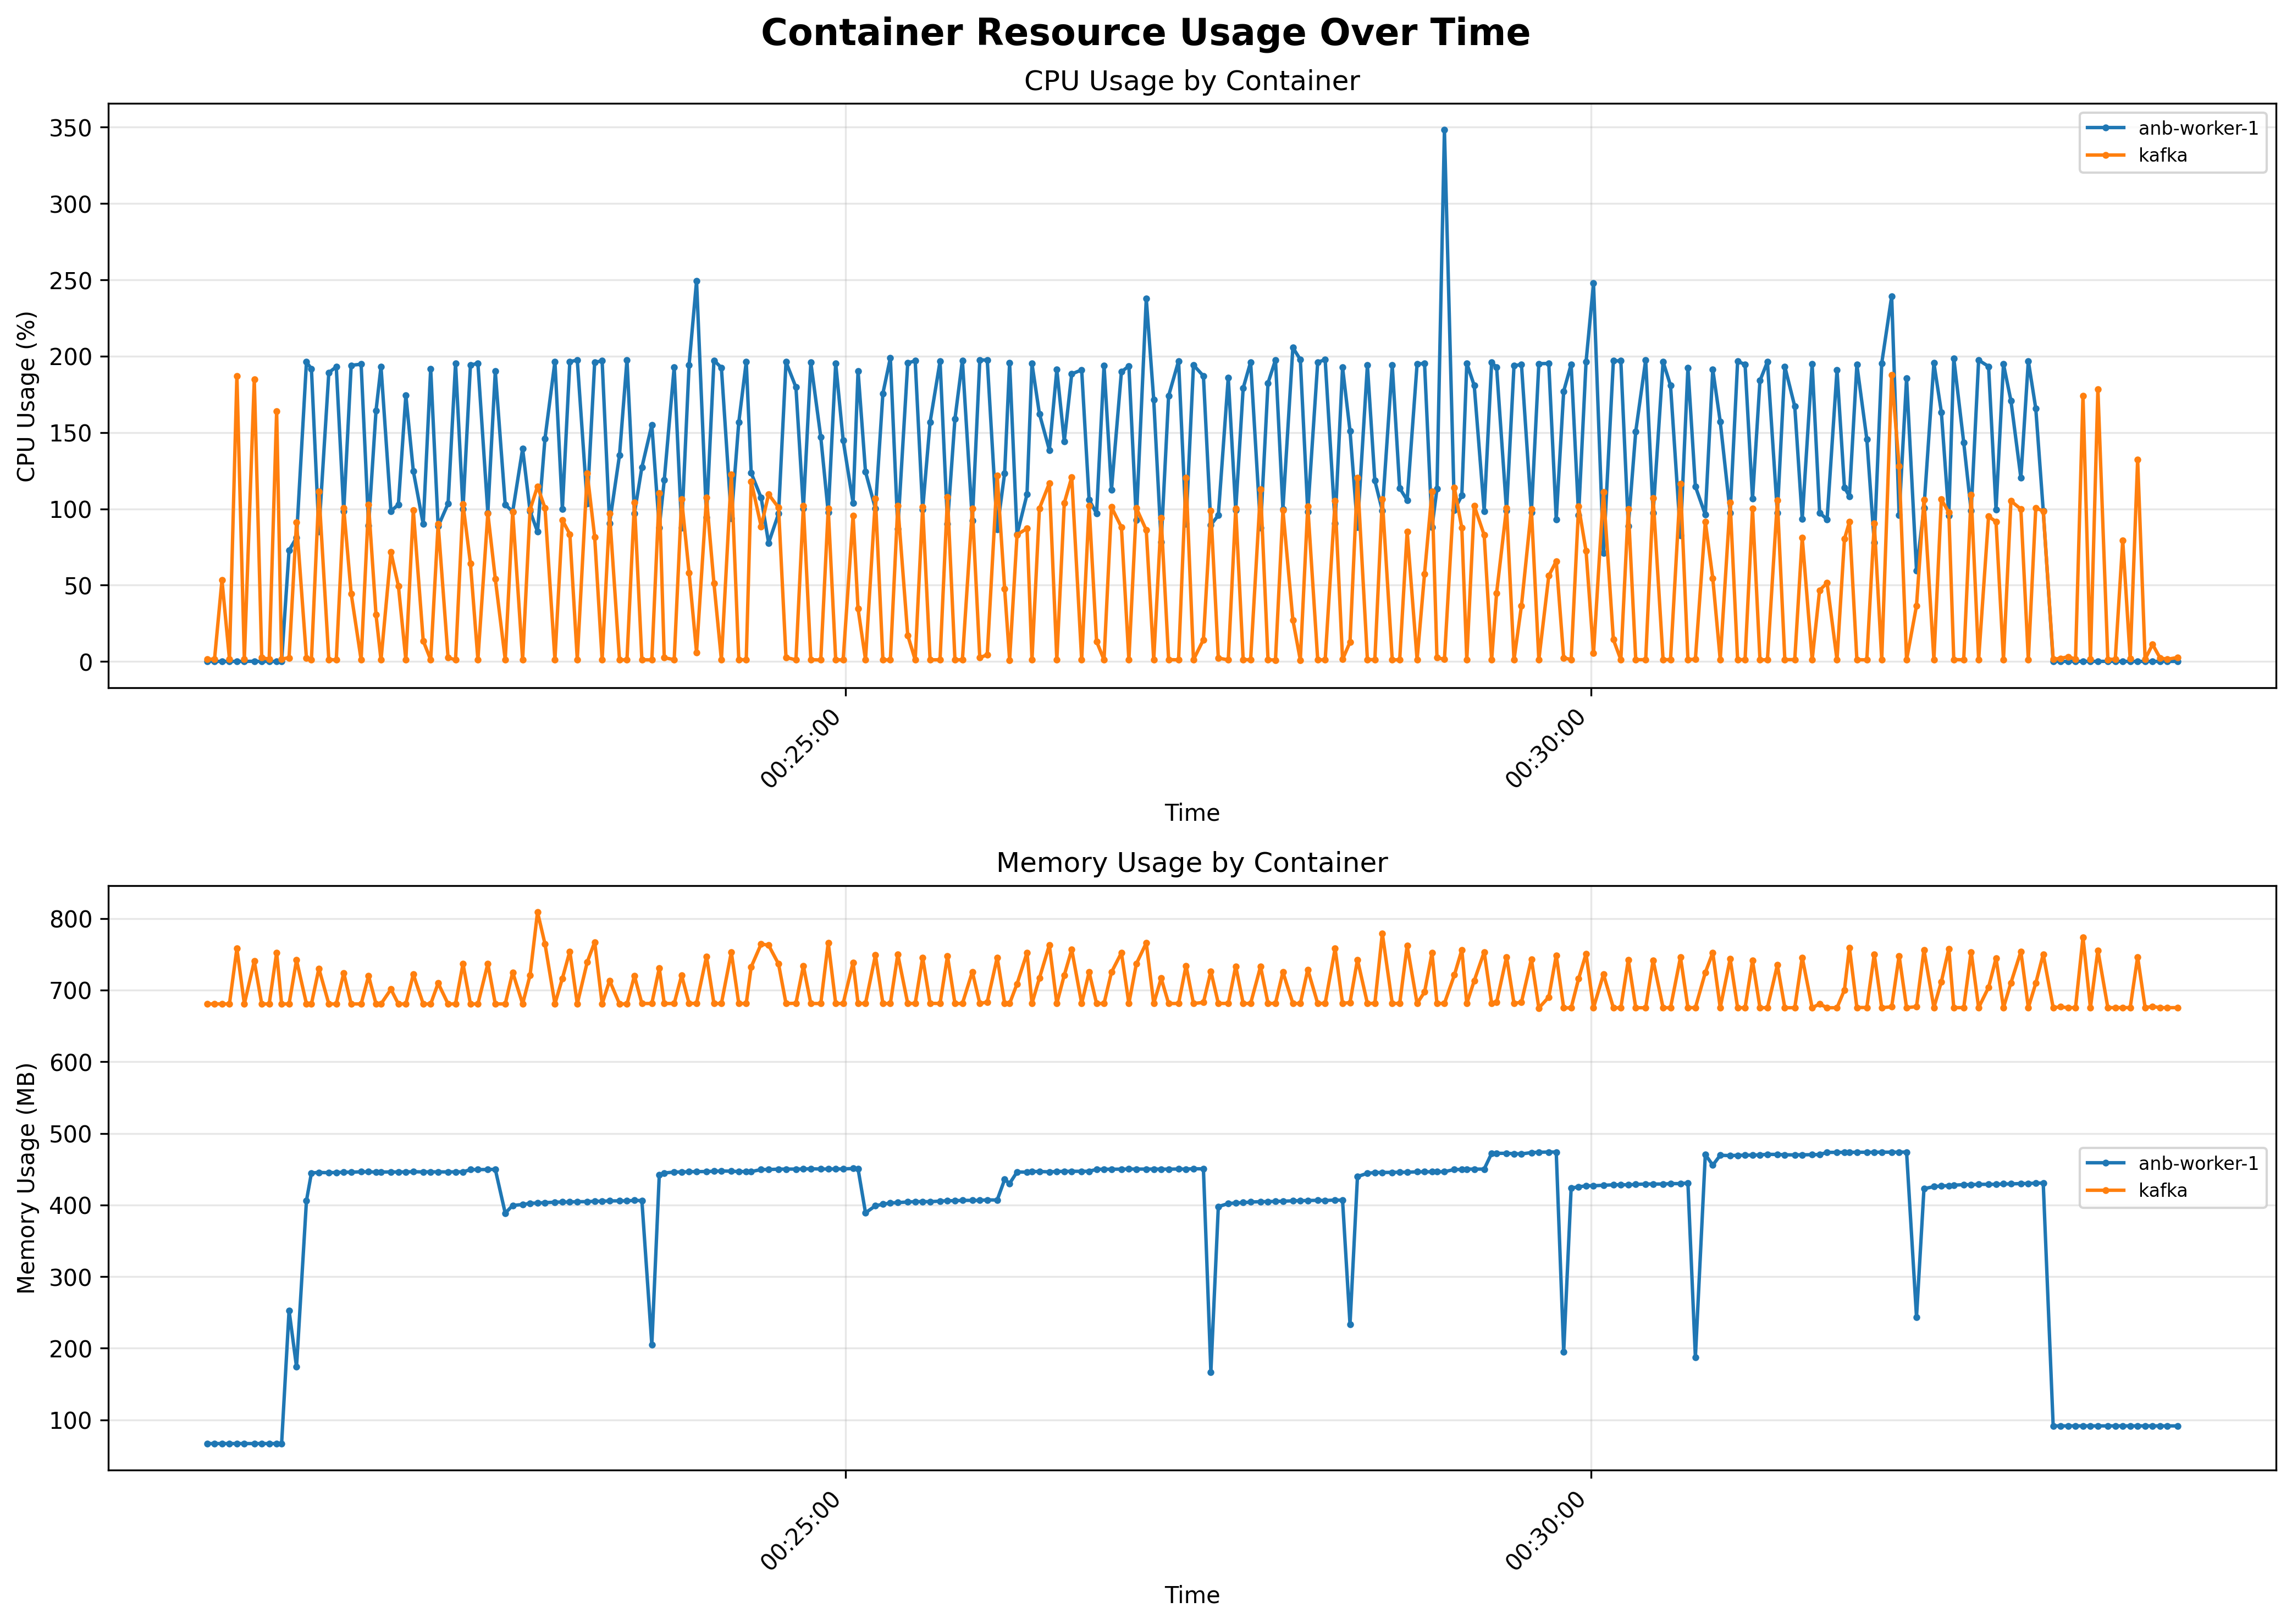 Container Resource Usage Over Time
CPU Usage by Container
CPU Usage (%)
350
300
250
200
150
100
50
0
anb-worker-1
kafka
00:25:00
00:30:00
Time
Memory Usage by Container
Memory Usage (MB)
800
700
600
500
400
300
200
100
anb-worker-1
kafka
00:25:00
00:30:00
Time